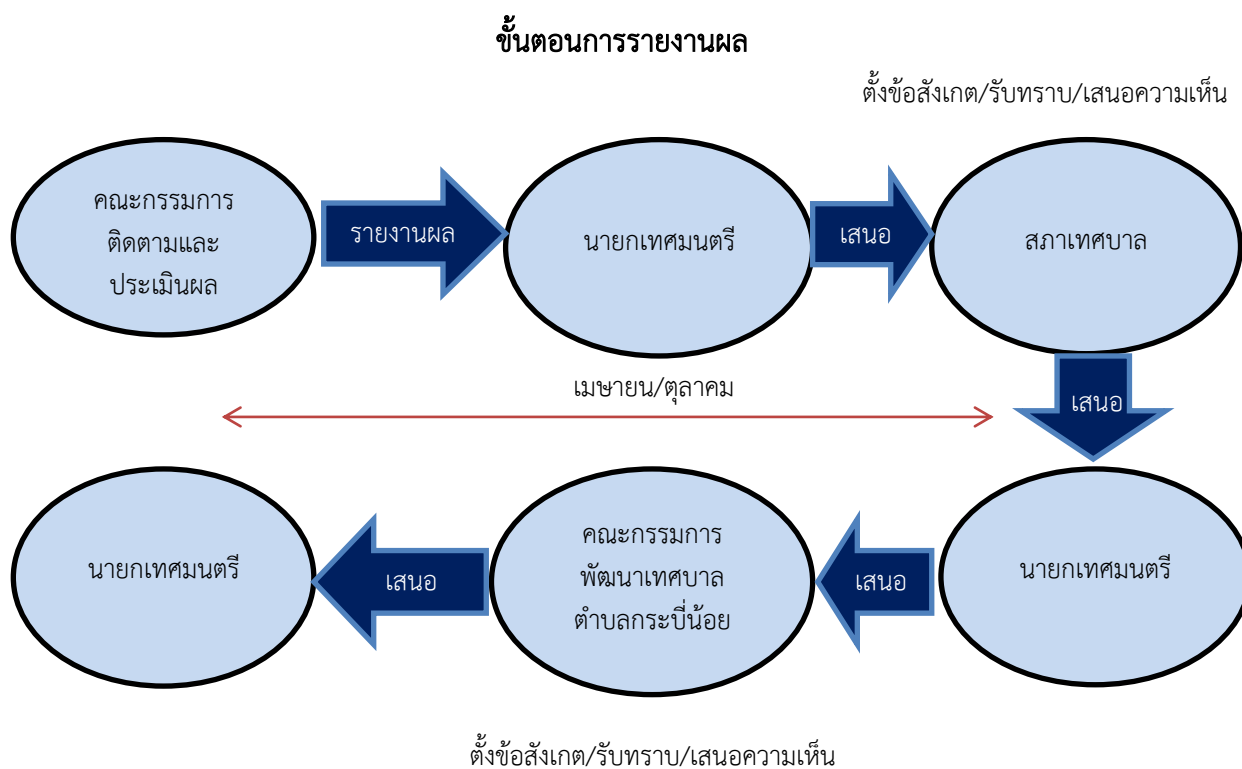 ขั้นตอนการรายงานผล
ตั้งข้อสังเกต/รับทราบ/เสนอความเห็น
คณะกรรมการ
ติดตามและ
ประเมินผล
รายงานผล
นายกเทศมนตรี
เสนอ
สภาเทศบาล
เมษายน/ตุลาคม
เสนอ
นายกเทศมนตรี
เสนอ
คณะกรรมการ
พัฒนาเทศบาล
ตำบลกระบี่น้อย
เสนอ
นายกเทศมนตรี
ตั้งข้อสังเกต/รับทราบ/เสนอความเห็น